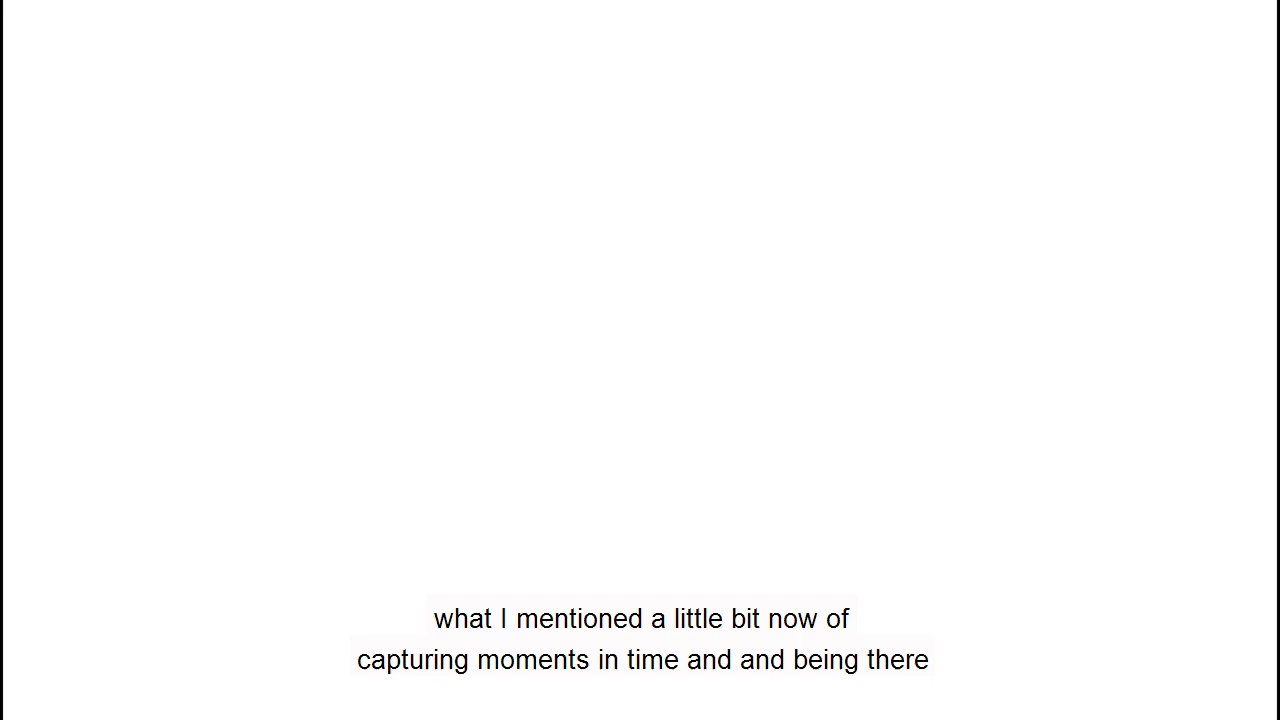 what I mentioned a little bit now of
capturing moments in time and and being there